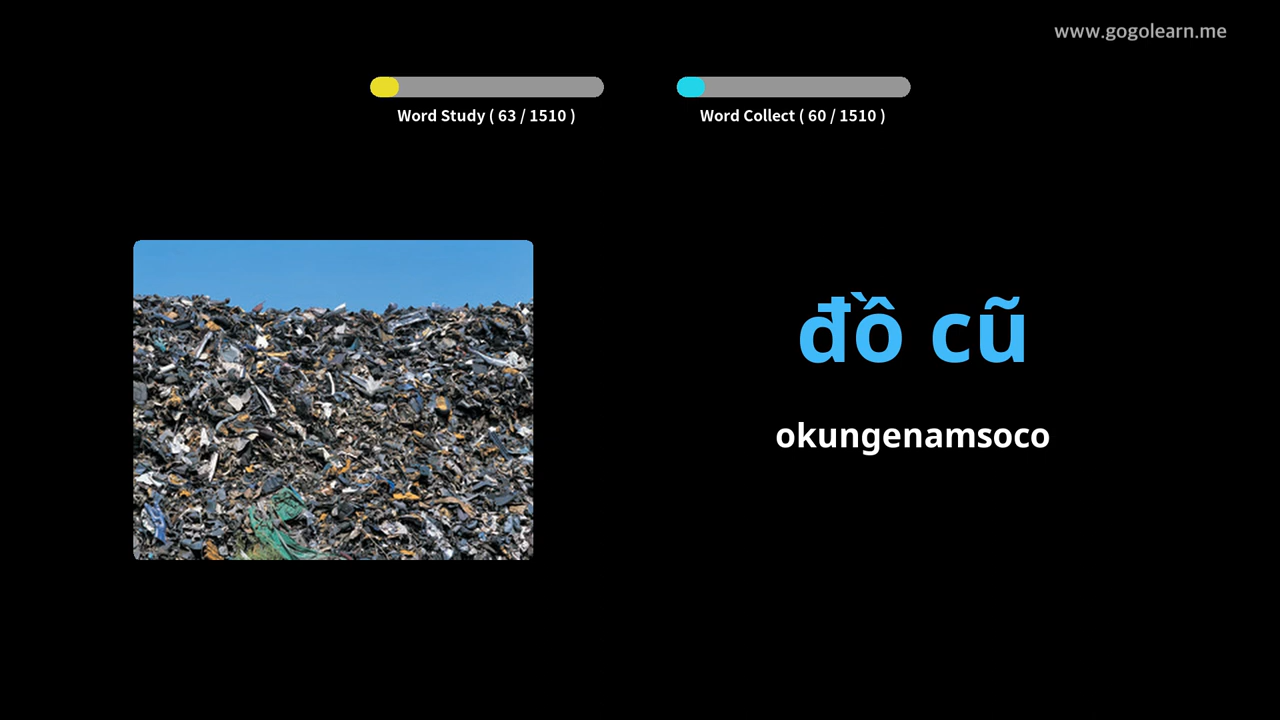 www.gogolearn.me
Word Study ( 63 / 1510 )
Word Collect ( 60 / 1510 )
đồ cũ
okungenamsoco